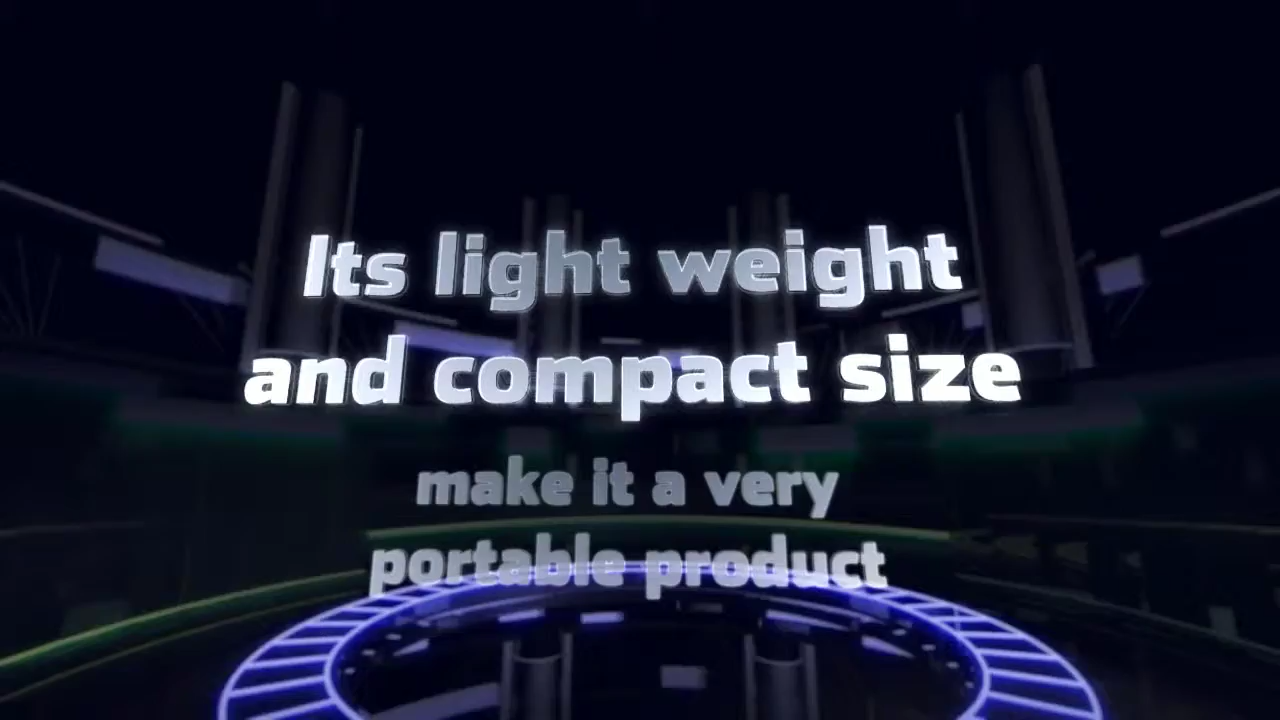 Its light weight
and compact size
make it a very
portable product